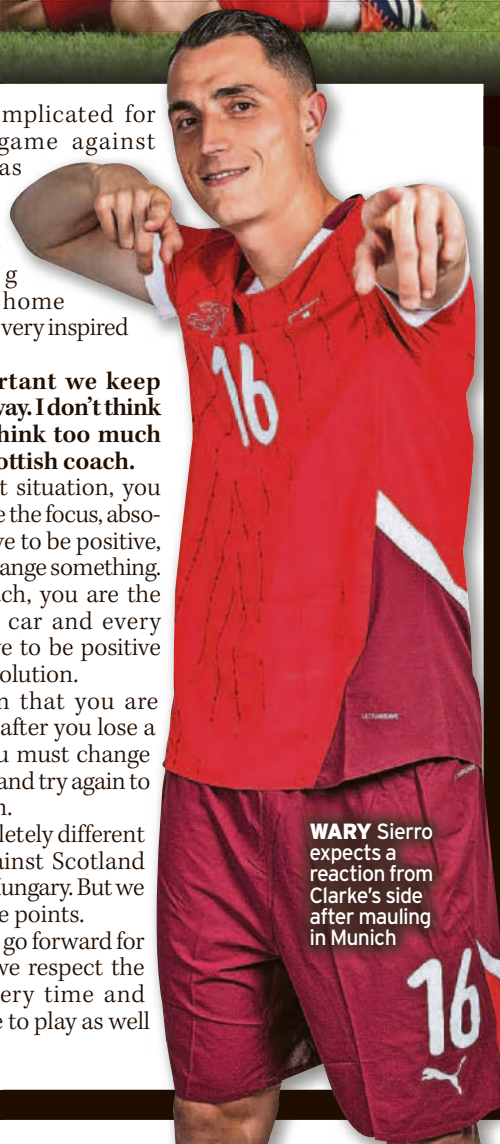 mplicated for
game against
as
g
home
very inspired
rtant we keep
way. I don't think
hink too much
ottish coach.
t situation, you
e the focus, abso-
ve to be positive,
ange something.
ach, you are the
car and every
ve to be positive
olution.
n that you are
after you lose a
u must change
and try again to
n.
letely different
ainst Scotland
Hungary. But we
e points.
go forward for
we respect the
ery time and
e to play as well
16
ULTRAWEAVE
WARY Sierro
expects a
reaction from
Clarke's side
after mauling
in Munich
16